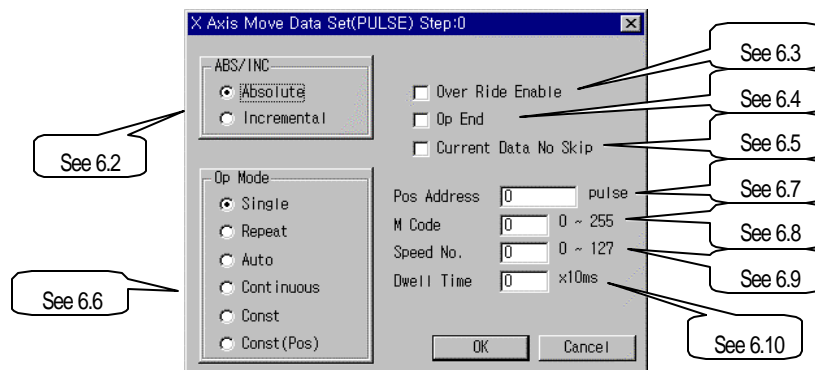 X Axis Move Data Set(PULSE) Step:0
ABS/INC
Absolute
Incremental
Over Ride Enable
Op End
Current Data No Skip
Op Mode
Single
Repeat
Auto
Continuous
Const
Const(Pos)
Pos Address 0 pulse
M Code 0 0 ~ 255
Speed No. 0 0 ~ 127
Dwell Time 0 x10ms
OK Cancel
See 6.2
See 6.6
See 6.3
See 6.4
See 6.5
See 6.7
See 6.8
See 6.9
See 6.10